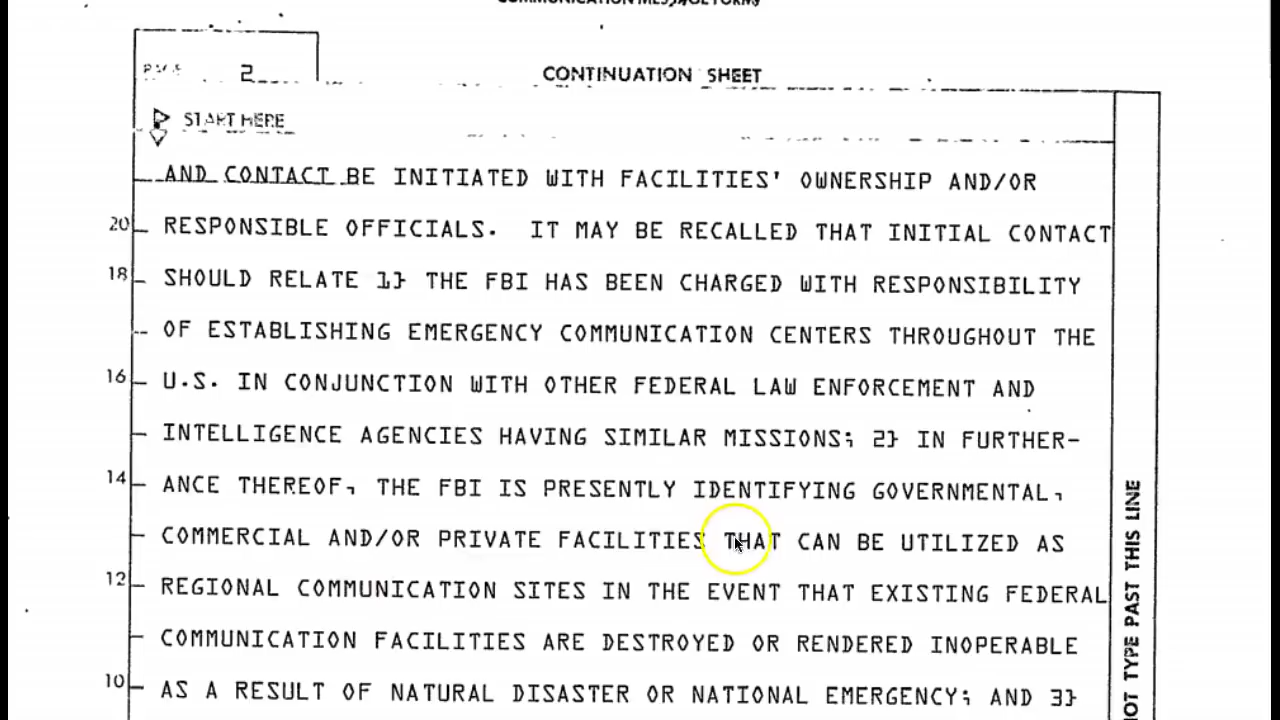 PAGE 2
CONTINUATION SHEET
START HERE
AND CONTACT BE INITIATED WITH FACILITIES' OWNERSHIP AND/OR
20 RESPONSIBLE OFFICIALS. IT MAY BE RECALLED THAT INITIAL CONTACT
18 SHOULD RELATE 1} THE FBI HAS BEEN CHARGED WITH RESPONSIBILITY
OF ESTABLISHING EMERGENCY COMMUNICATION CENTERS THROUGHOUT THE
16 U.S. IN CONJUNCTION WITH OTHER FEDERAL LAW ENFORCEMENT AND
INTELLIGENCE AGENCIES HAVING SIMILAR MISSIONS; 2} IN FURTHER-
14 ANCE THEREOF, THE FBI IS PRESENTLY IDENTIFYING GOVERNMENTAL,
COMMERCIAL AND/OR PRIVATE FACILITIES THAT CAN BE UTILIZED AS
12 REGIONAL COMMUNICATION SITES IN THE EVENT THAT EXISTING FEDERAL
COMMUNICATION FACILITIES ARE DESTROYED OR RENDERED INOPERABLE
10 AS A RESULT OF NATURAL DISASTER OR NATIONAL EMERGENCY; AND 3}
NOT TYPE PAST THIS LINE